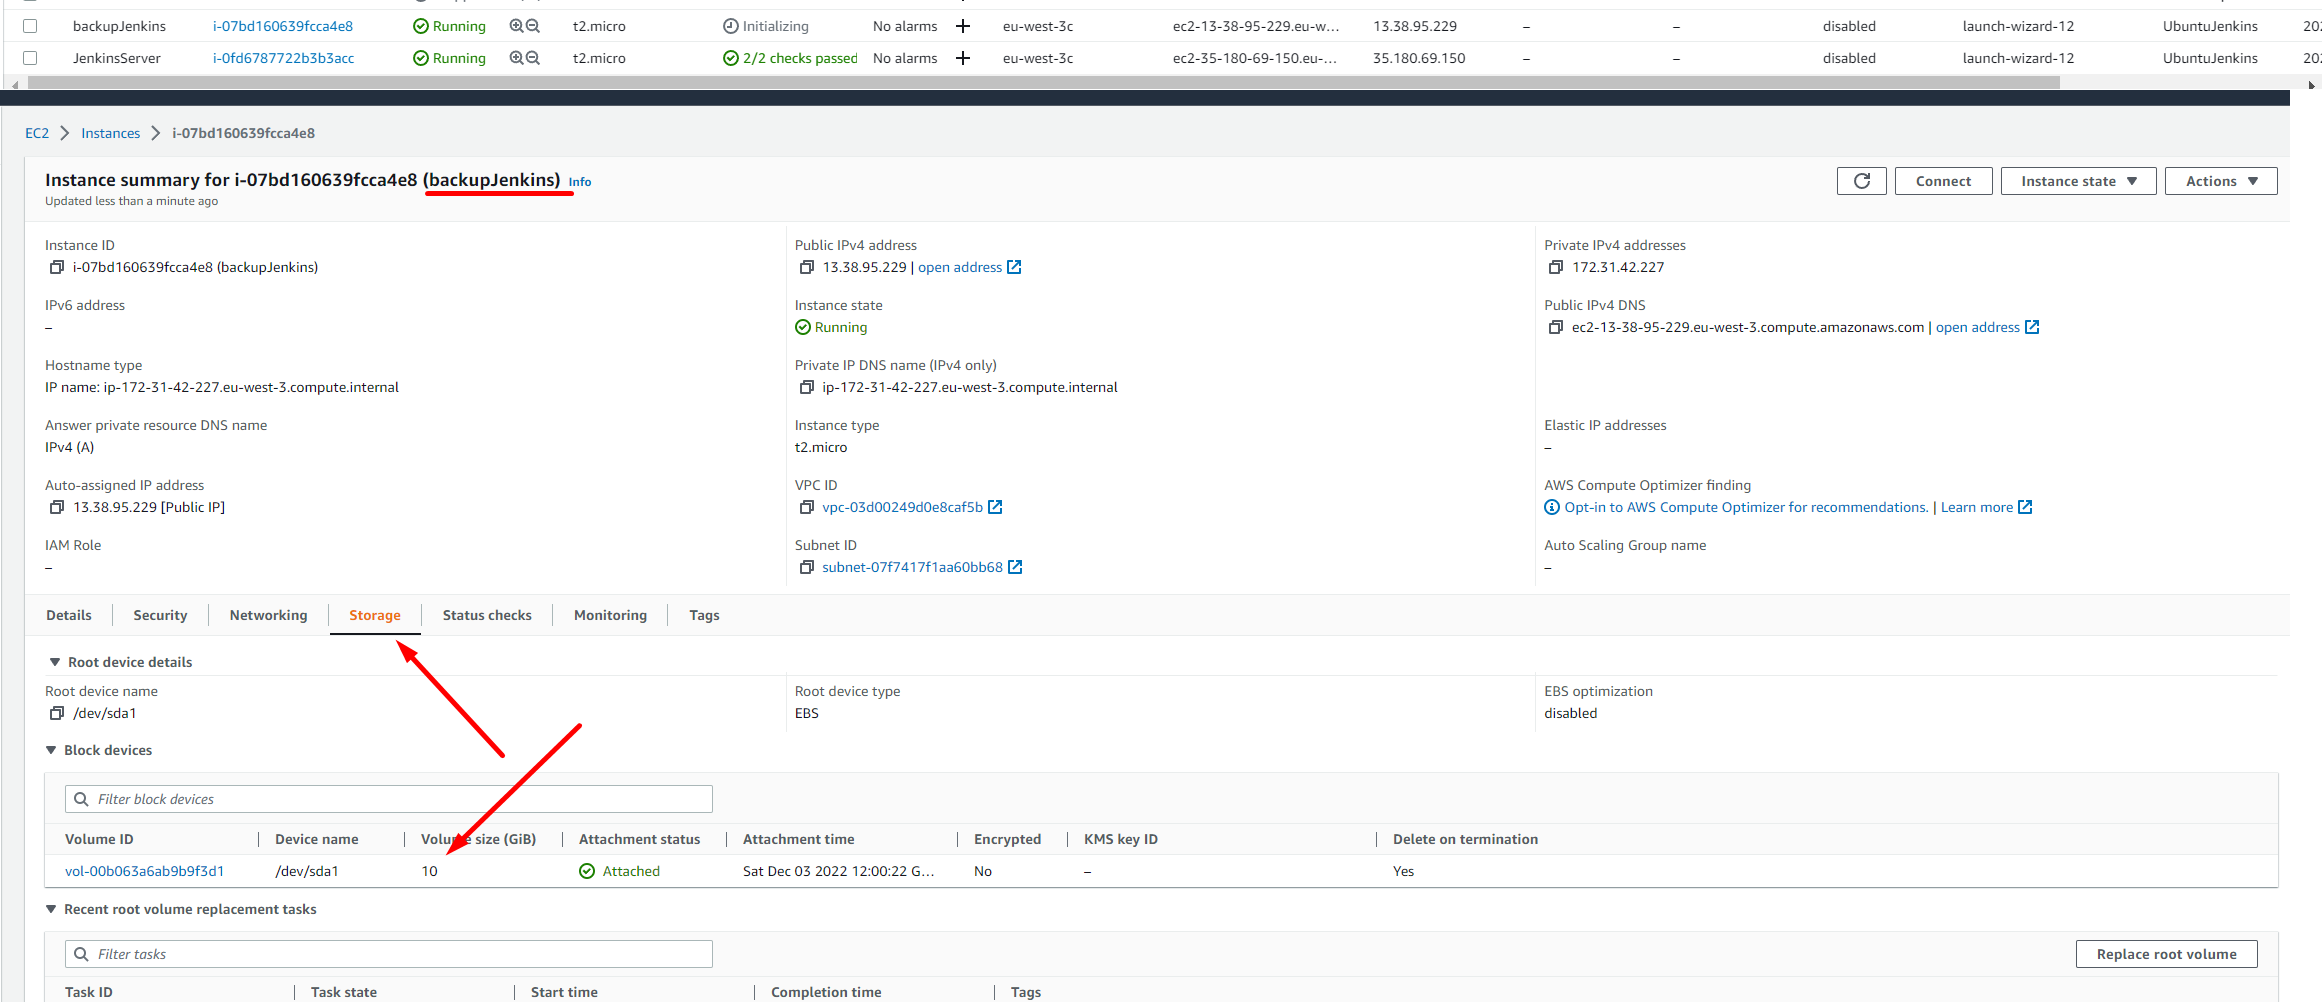 backupJenkins i-07bd160639fcca4e8 Running t2.micro Initializing No alarms + eu-west-3c ec2-13-38-95-229.eu-w... 13.38.95.229 – – disabled launch-wizard-12 UbuntuJenkins 202
JenkinsServer i-0fd6787722b3b3acc Running t2.micro 2/2 checks passed No alarms + eu-west-3c ec2-35-180-69-150.eu-... 35.180.69.150 – – disabled launch-wizard-12 UbuntuJenkins 202
EC2 > Instances > i-07bd160639fcca4e8
Instance summary for i-07bd160639fcca4e8 (backupJenkins) Info
Updated less than a minute ago
Connect Instance state Actions
Instance ID Public IPv4 address Private IPv4 addresses
i-07bd160639fcca4e8 (backupJenkins) 13.38.95.229 | open address 172.31.42.227
IPv6 address Instance state Public IPv4 DNS
– Running ec2-13-38-95-229.eu-west-3.compute.amazonaws.com | open address
Hostname type Private IP DNS name (IPv4 only)
IP name: ip-172-31-42-227.eu-west-3.compute.internal ip-172-31-42-227.eu-west-3.compute.internal
Answer private resource DNS name Instance type Elastic IP addresses
IPv4 (A) t2.micro –
Auto-assigned IP address VPC ID AWS Compute Optimizer finding
13.38.95.229 [Public IP] vpc-03d00249d0e8caf5b Opt-in to AWS Compute Optimizer for recommendations. | Learn more
IAM Role Subnet ID Auto Scaling Group name
– subnet-07f7417f1aa60bb68 –
Details Security Networking Storage Status checks Monitoring Tags
Root device details
Root device name Root device type EBS optimization
/dev/sda1 EBS disabled
Block devices
Filter block devices
Volume ID Device name Volume size (GiB) Attachment status Attachment time Encrypted KMS key ID Delete on termination
vol-00b063a6ab9b9f3d1 /dev/sda1 10 Attached Sat Dec 03 2022 12:00:22 G... No – Yes
Recent root volume replacement tasks
Filter tasks Replace root volume
Task ID Task state Start time Completion time Tags